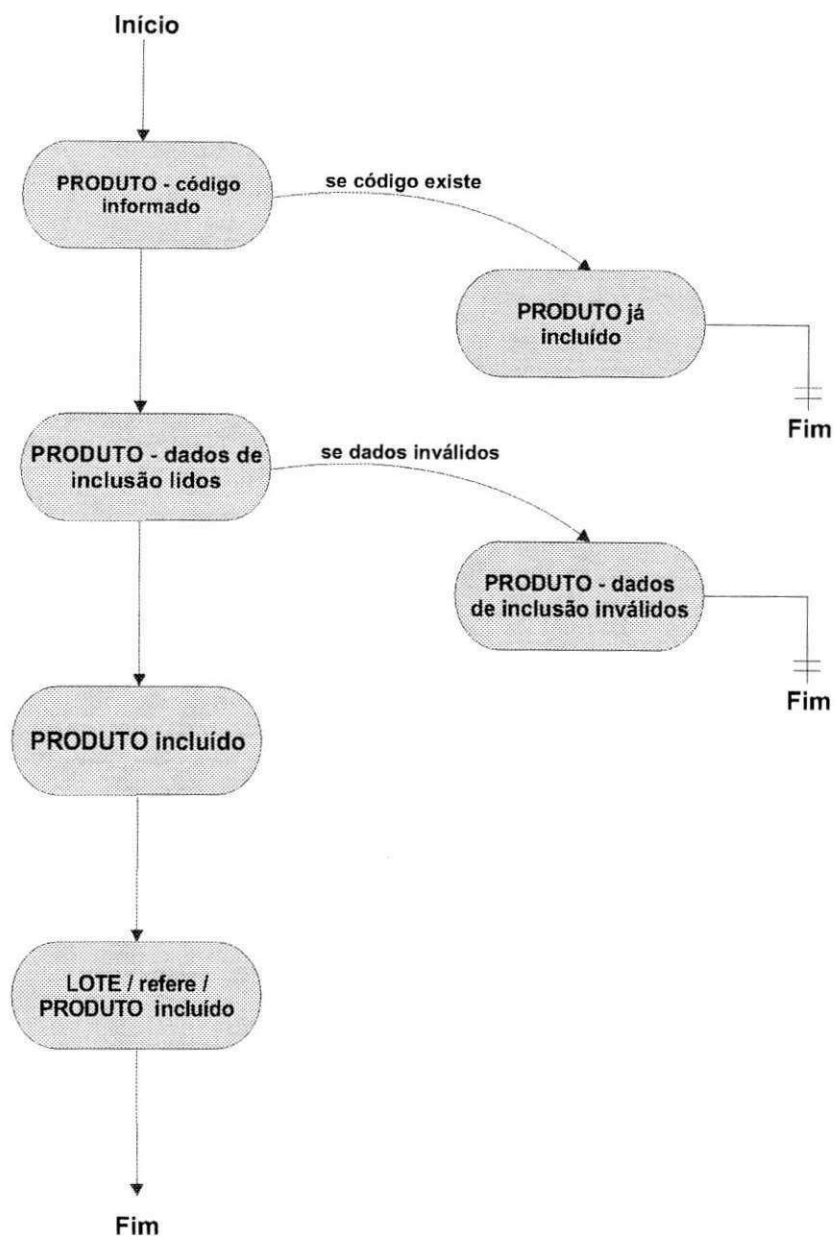 Início
PRODUTO - código
informado
se código existe
PRODUTO já
incluído
Fim
PRODUTO - dados de
inclusão lidos
se dados inválidos
PRODUTO - dados
de inclusão inválidos
Fim
PRODUTO incluído
LOTE / refere /
PRODUTO incluído
Fim